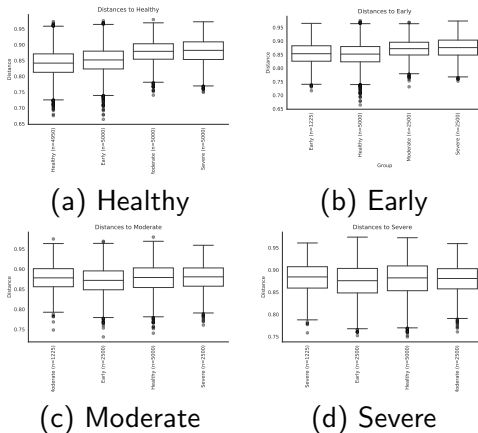 Distances to Healthy
Distance
0.95
0.90
0.85
0.80
0.75
0.70
0.65
Healthy (n=4950)
Early (n=5000)
Moderate (n=5000)
Severe (n=5000)
(a) Healthy
Distances to Early
Distance
0.95
0.90
0.85
0.80
0.75
0.70
0.65
Early (n=1225)
Healthy (n=5000)
Moderate (n=2500)
Severe (n=2500)
Group
(b) Early
Distances to Moderate
Distance
0.95
0.90
0.85
0.80
0.75
Moderate (n=1225)
Early (n=2500)
Healthy (n=5000)
Severe (n=2500)
(c) Moderate
Distances to Severe
Distance
0.95
0.90
0.85
0.80
0.75
Severe (n=1225)
Early (n=2500)
Healthy (n=5000)
Moderate (n=2500)
(d) Severe